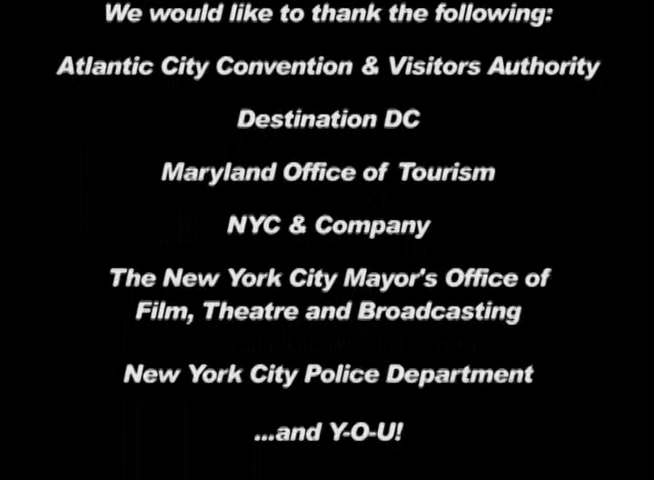 We would like to thank the following:
Atlantic City Convention & Visitors Authority
Destination DC
Maryland Office of Tourism
NYC & Company
The New York City Mayor's Office of
Film, Theatre and Broadcasting
New York City Police Department
...and Y-O-U!